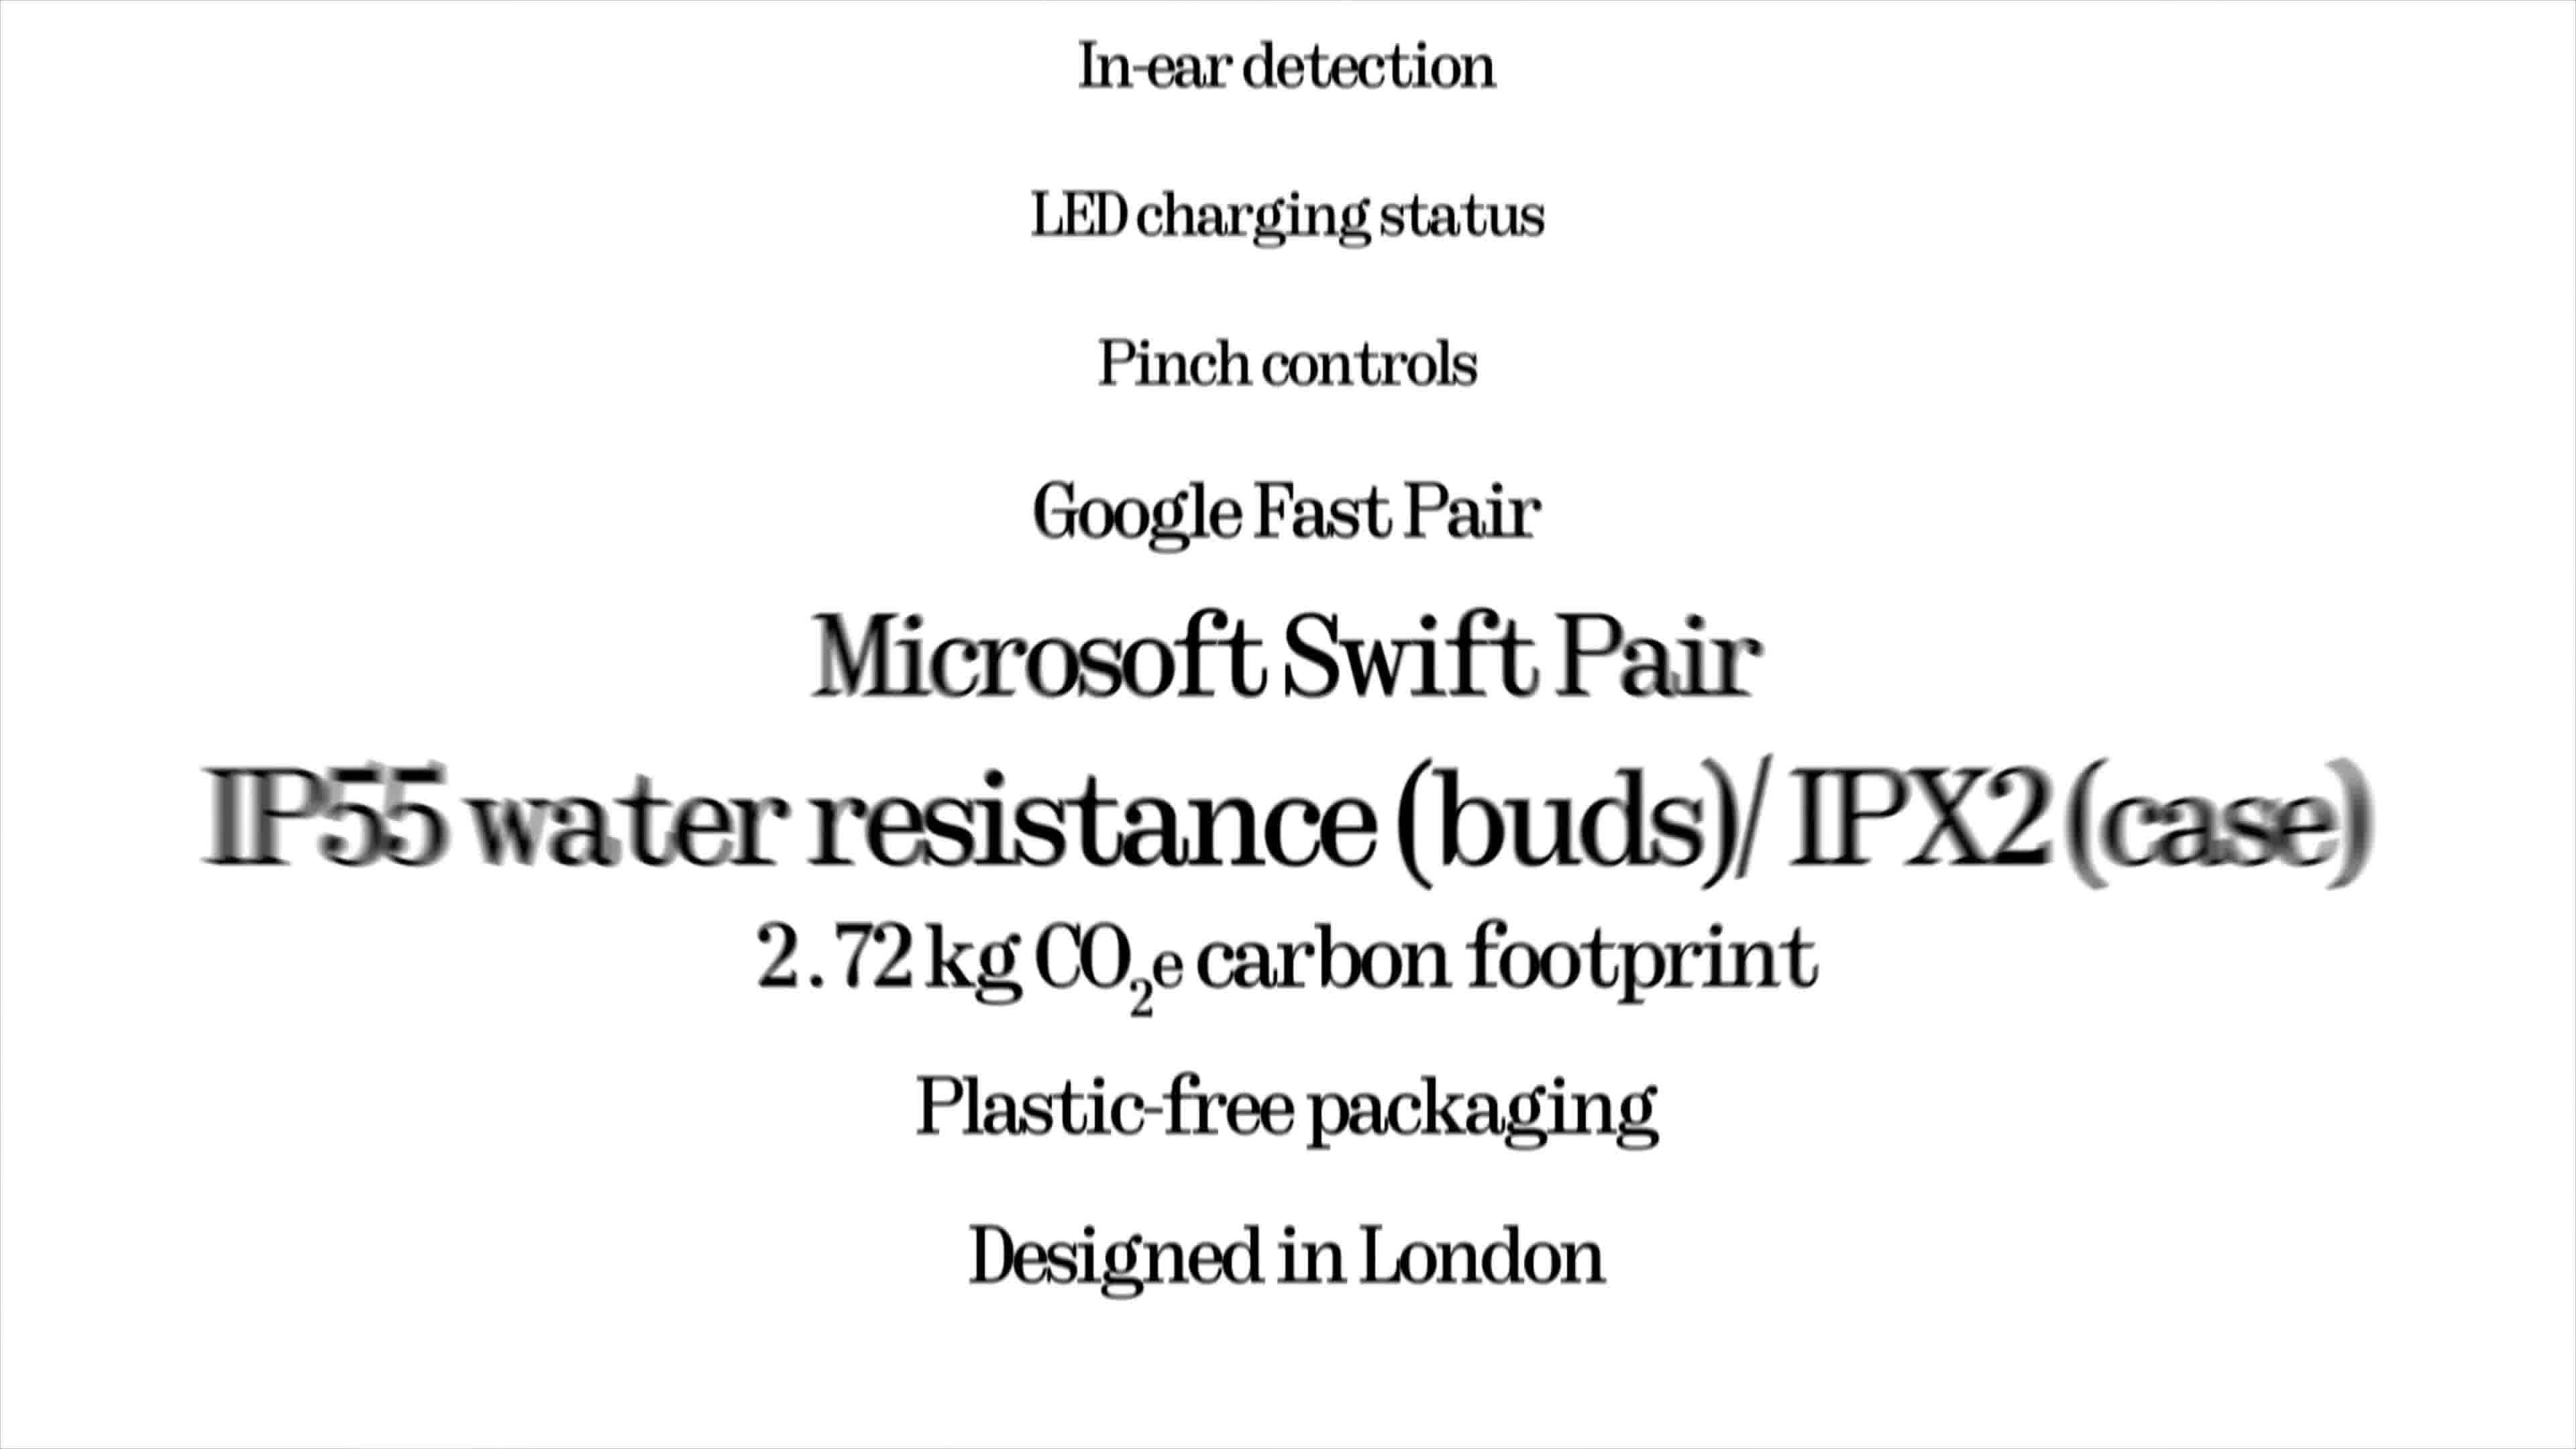 In-ear detection
LED charging status
Pinch controls
Google Fast Pair
Microsoft Swift Pair
IP55 water resistance (buds)/ IPX2 (case)
2.72 kg CO₂e carbon footprint
Plastic-free packaging
Designed in London